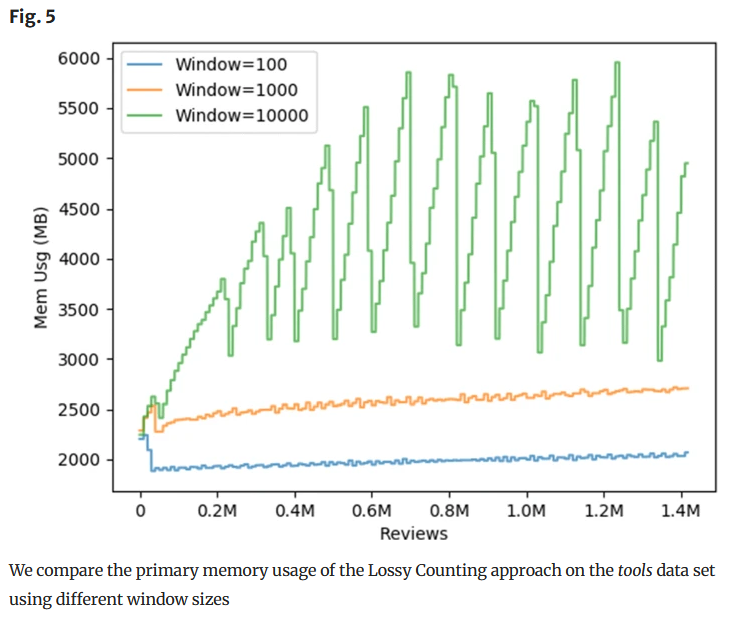 Fig. 5
6000
5500
5000
4500
4000
3500
3000
2500
2000
Mem Usg (MB)
Window=100
Window=1000
Window=10000
0
0.2M
0.4M
0.6M
0.8M
1.0M
1.2M
1.4M
Reviews
We compare the primary memory usage of the Lossy Counting approach on the tools data set
using different window sizes